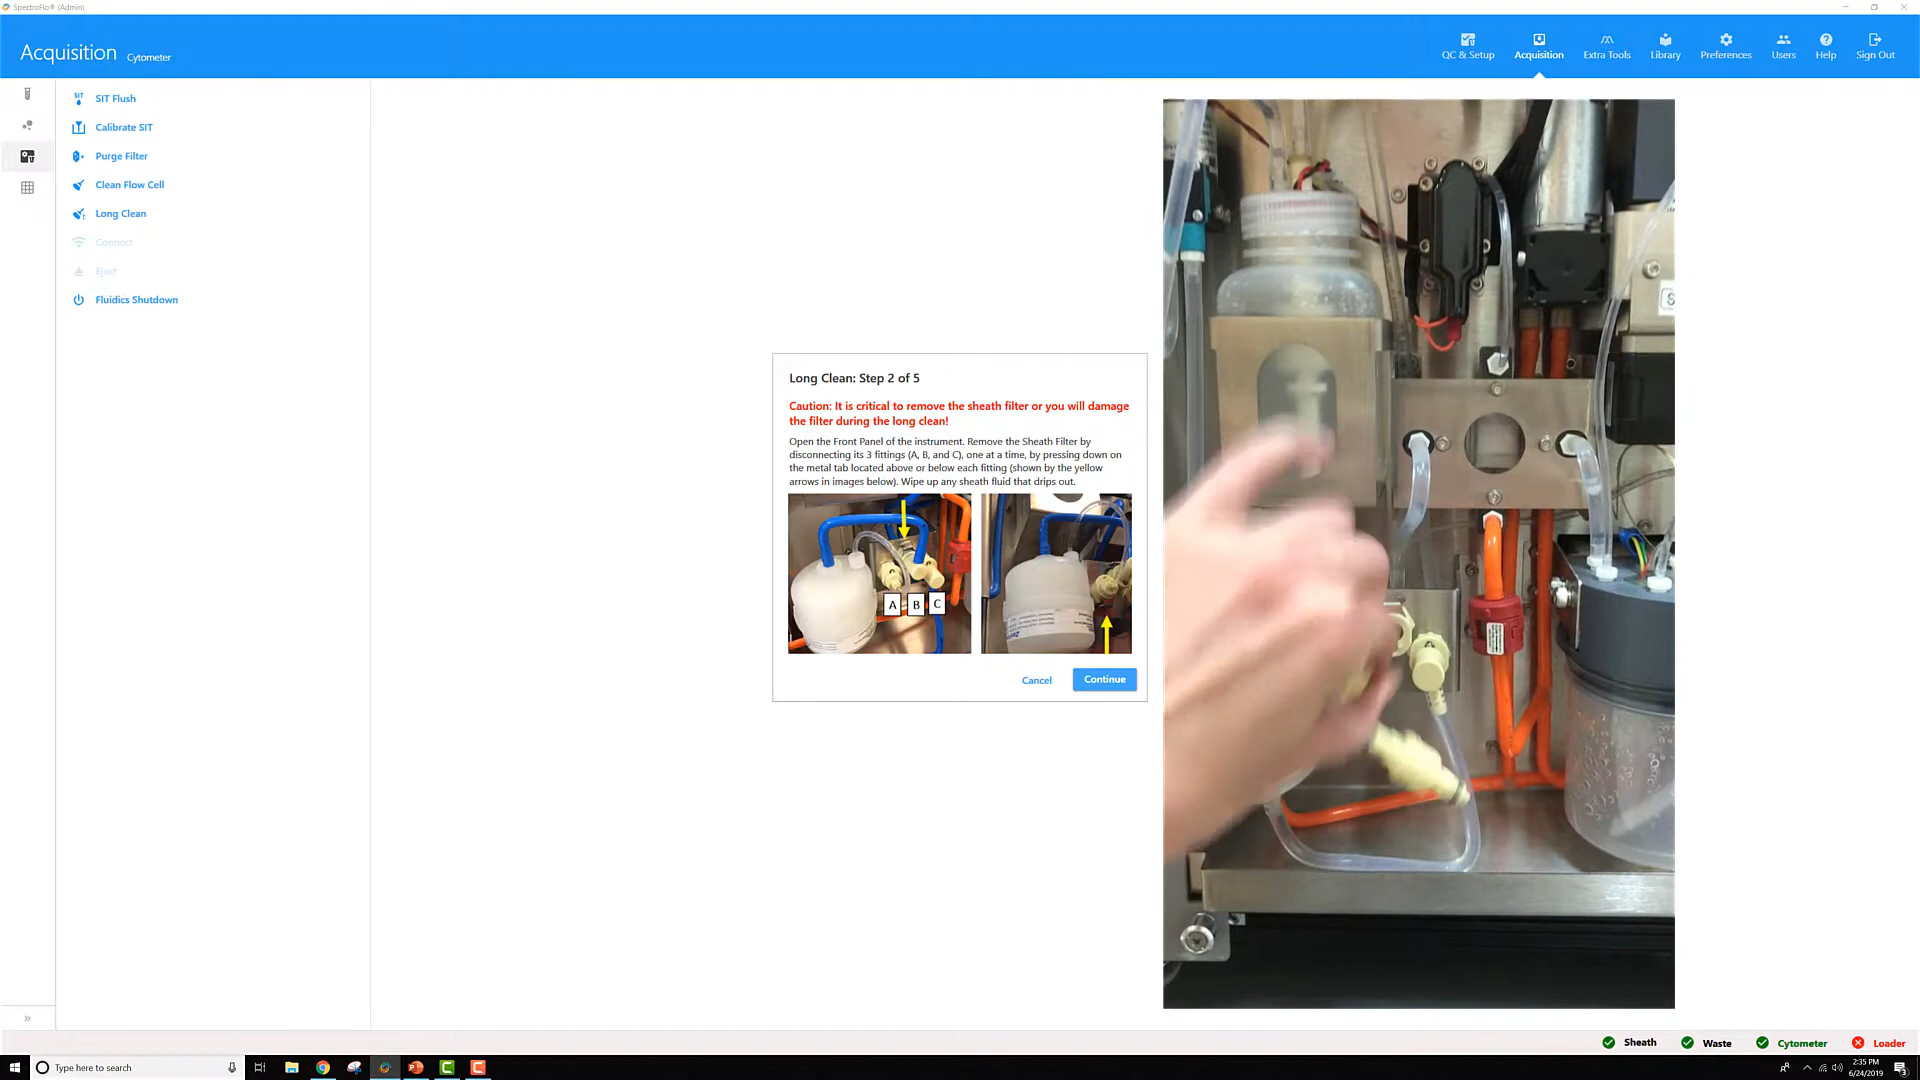 SpectroFlo® (Admin)
Acquisition Cytometer
QC & Setup
Acquisition
Extra Tools
Library
Preferences
Users
Help
Sign Out
SIT SIT Flush
Calibrate SIT
Purge Filter
Clean Flow Cell
Long Clean
Connect
Eject
Fluidics Shutdown
Long Clean: Step 2 of 5
Caution: It is critical to remove the sheath filter or you will damage
the filter during the long clean!
Open the Front Panel of the instrument. Remove the Sheath Filter by
disconnecting its 3 fittings (A, B, and C), one at a time, by pressing down on
the metal tab located above or below each fitting (shown by the yellow
arrows in images below). Wipe up any sheath fluid that drips out.
A B C
Cancel
Continue
Sheath
Waste
Cytometer
Loader
Type here to search
2:35 PM
6/24/2019
3